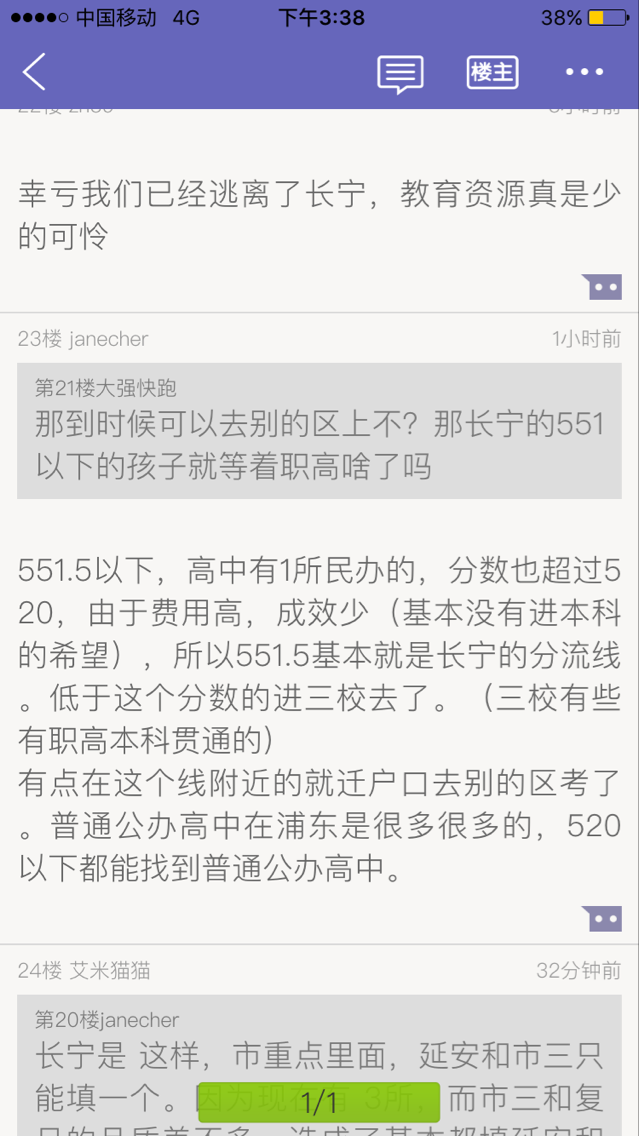 中国移动 4G 下午3:38 38%
楼主
幸亏我们已经逃离了长宁，教育资源真是少
的可怜
23楼 janecher 1小时前
第21楼大强快跑
那到时候可以去别的区上不？那长宁的551
以下的孩子就等着职高啥了吗
551.5以下，高中有1所民办的，分数也超过5
20，由于费用高，成效少（基本没有进本科
的希望），所以551.5基本就是长宁的分流线
。低于这个分数的进三校去了。（三校有些
有职高本科贯通的）
有点在这个线附近的就迁户口去别的区考了
。普通公办高中在浦东是很多很多的，520
以下都能找到普通公办高中。
24楼 艾米猫猫 32分钟前
第20楼janecher
长宁是 这样，市重点里面，延安和市三只
能填一个。因为现在有 3所，而市三和复
1/1